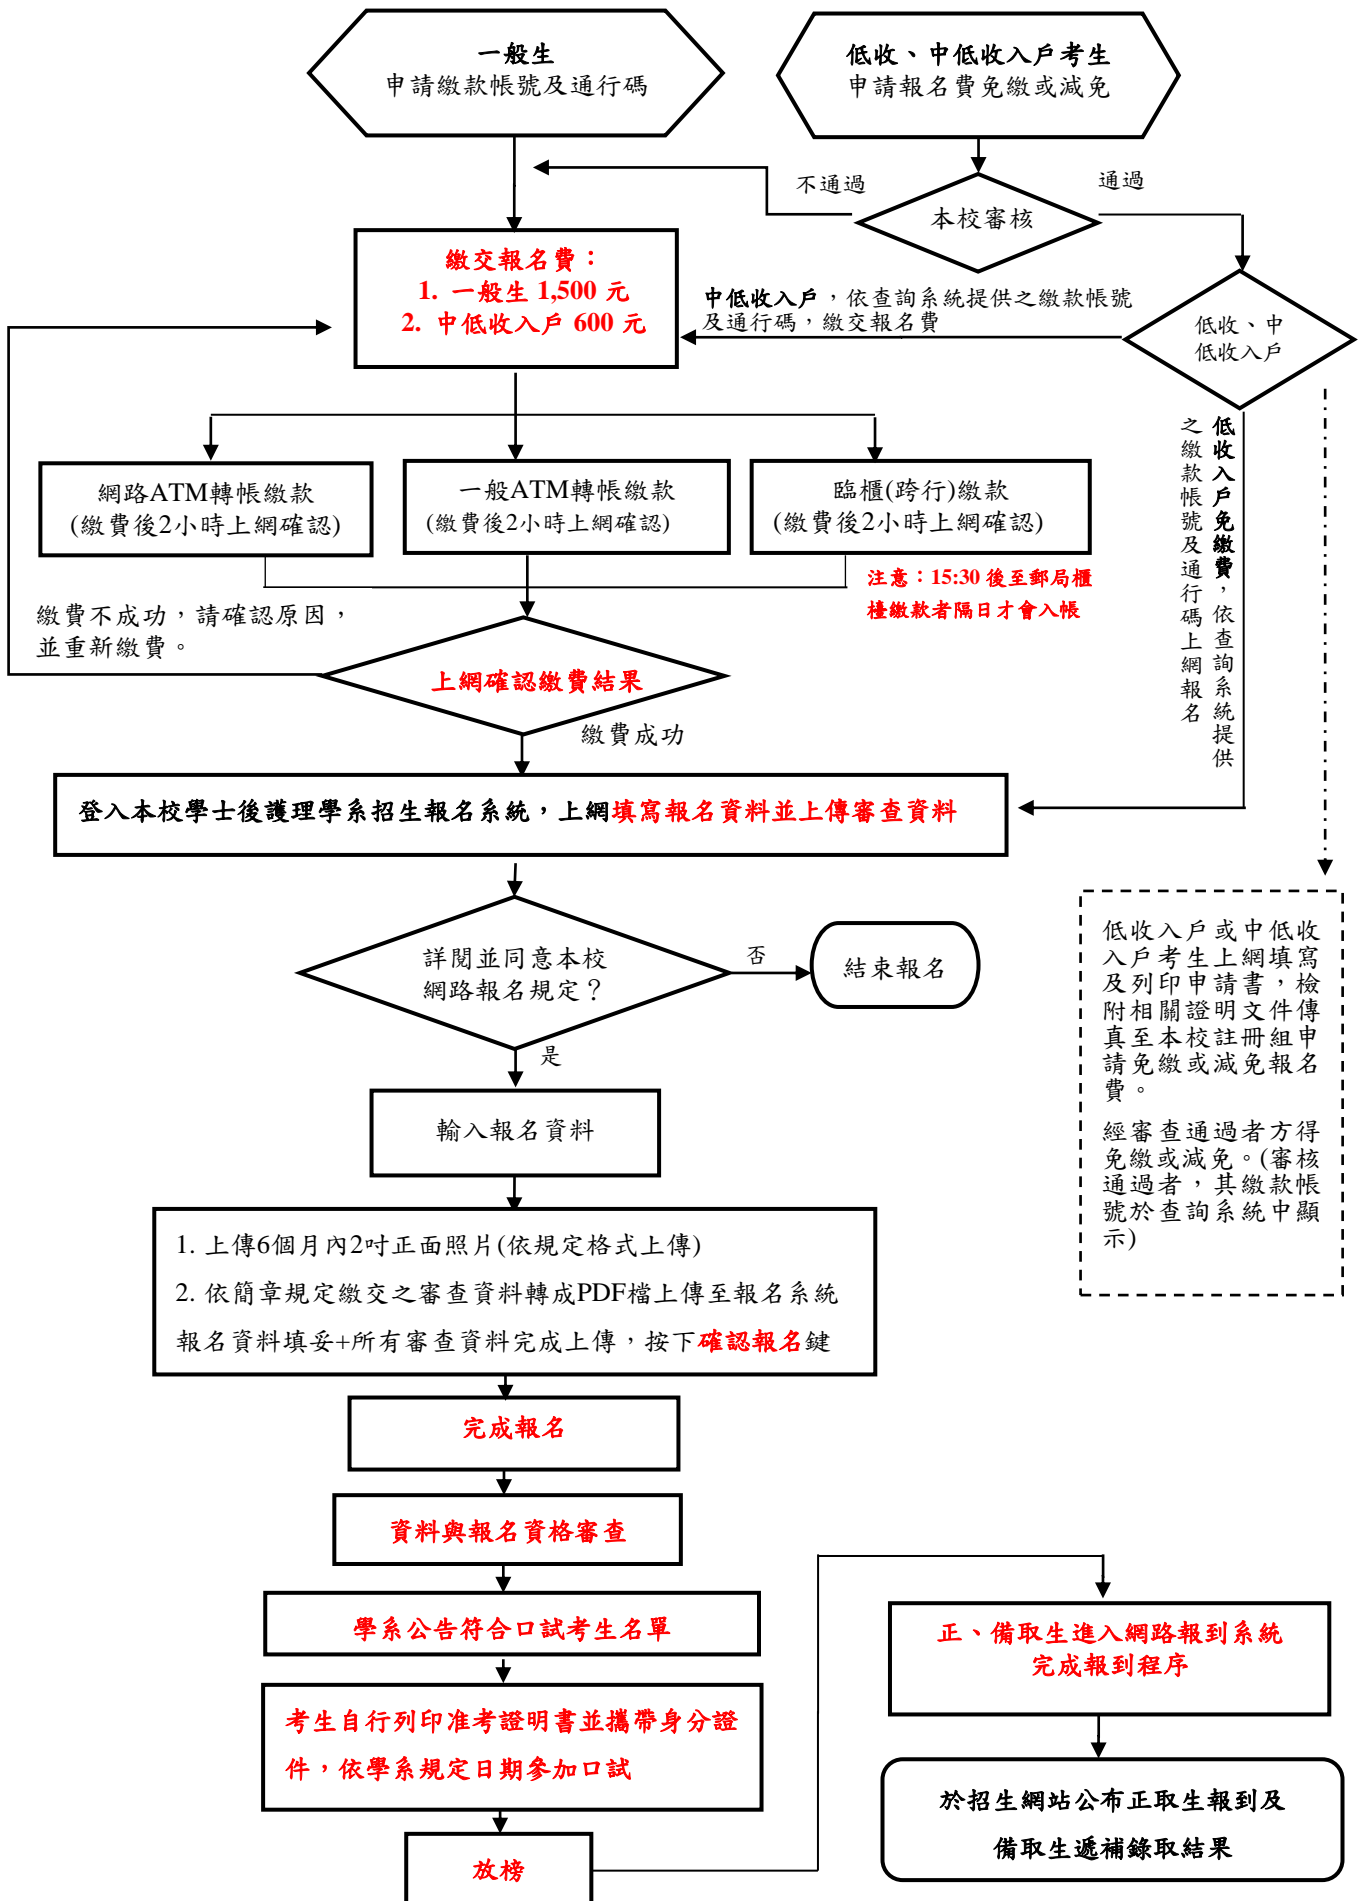 一般生
申請繳款帳號及通行碼
低收、中低收入戶考生
申請報名費免繳或減免
不通過
通過
本校審核
繳交報名費：
1. 一般生 1,500 元
2. 中低收入戶 600 元
中低收入戶，依查詢系統提供之繳款帳號
及通行碼，繳交報名費
低收、中
低收入戶
網路ATM轉帳繳款
(繳費後2小時上網確認)
一般ATM轉帳繳款
(繳費後2小時上網確認)
臨櫃(跨行)繳款
(繳費後2小時上網確認)
低收入戶免繳費，依查詢系統提供
之繳款帳號及通行碼上網報名
注意：15:30 後至郵局櫃
檯繳款者隔日才會入帳
繳費不成功，請確認原因，
並重新繳費。
上網確認繳費結果
繳費成功
登入本校學士後護理學系招生報名系統，上網填寫報名資料並上傳審查資料
詳閱並同意本校
網路報名規定？
否
結束報名
是
低收入戶或中低收
入戶考生上網填寫
及列印申請書，檢
附相關證明文件傳
真至本校註冊組申
請免繳或減免報名
費。
經審查通過者方得
免繳或減免。(審核
通過者，其繳款帳
號於查詢系統中顯
示)
輸入報名資料
1. 上傳6個月內2吋正面照片(依規定格式上傳)
2. 依簡章規定繳交之審查資料轉成PDF檔上傳至報名系統
報名資料填妥+所有審查資料完成上傳，按下確認報名鍵
完成報名
資料與報名資格審查
學系公告符合口試考生名單
考生自行列印准考證明書並攜帶身分證
件，依學系規定日期參加口試
放榜
正、備取生進入網路報到系統
完成報到程序
於招生網站公布正取生報到及
備取生遞補錄取結果